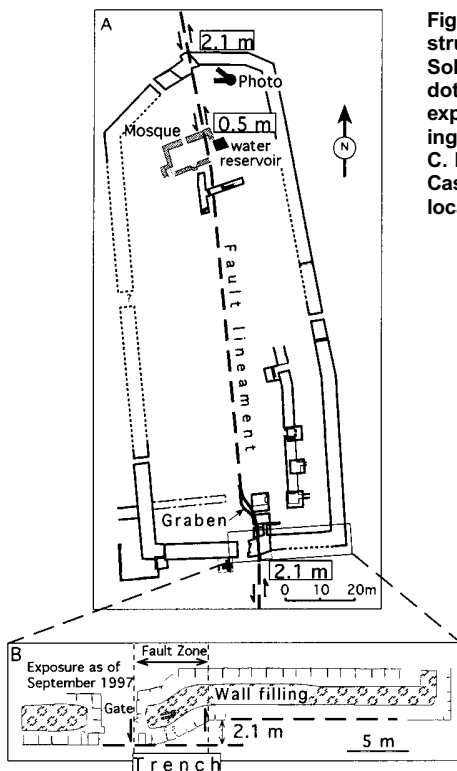 A
2.1 m
Photo
Mosque
0.5 m
water
reservoir
N
?
Fault lineament
Graben
2.1 m
0 10 20m
B
Fault Zone
Exposure as of
September 1997
Gate
Wall filling
2.1 m
5 m
Trench
Fig
stru
Sol
dot
exp
ing
C.
Cas
loca